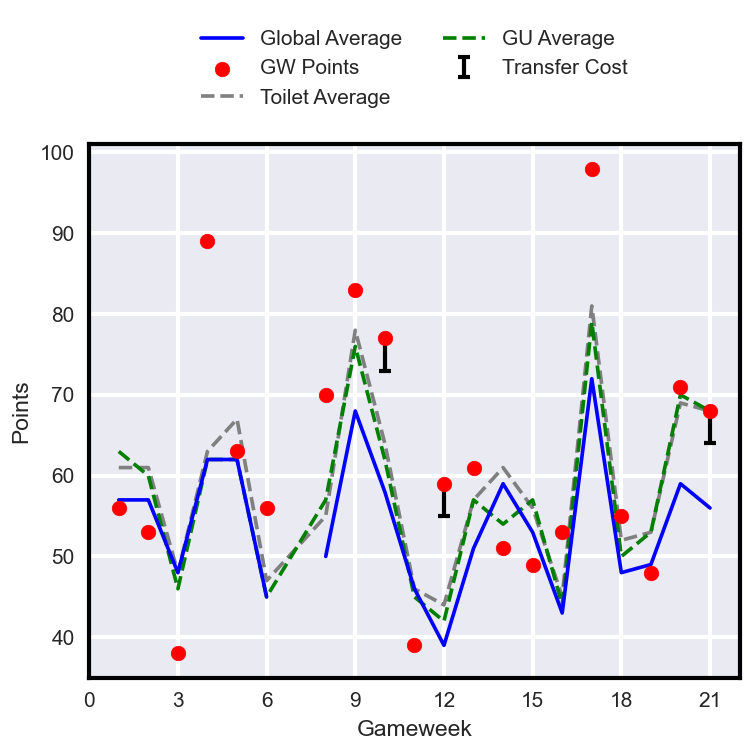 Global Average
GW Points
Toilet Average
GU Average
Transfer Cost
100
90
80
70
60
50
40
Points
0 3 6 9 12 15 18 21
Gameweek